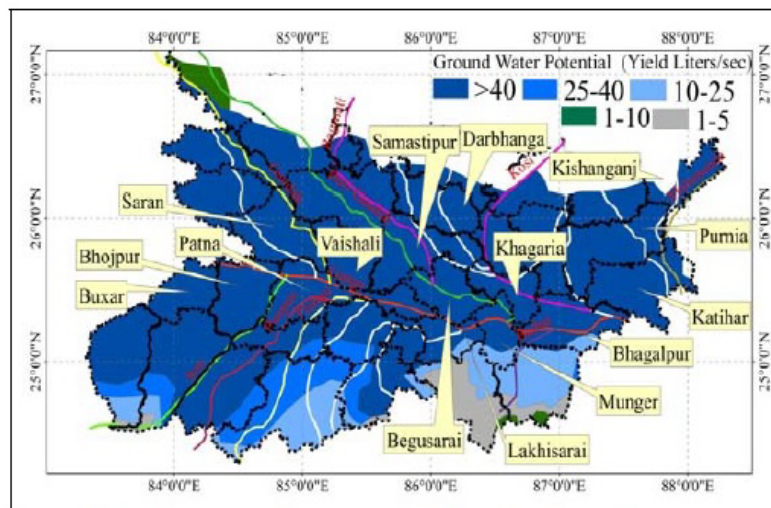 84°0'0"E 85°0'0"E 86°0'0"E 87°0'0"E 88°0'0"E
27°0'0"N
26°0'0"N
25°0'0"N
Ground Water Potential (Yield Liters/sec)
>40 25-40 10-25
1-10 1-5
27°0'0"N
26°0'0"N
25°0'0"N
Samastipur
Darbhanga
Kosi
Kishanganj
Saran
Patna
Vaishali
Bhojpur
Buxar
Khagaria
Purnia
Katihar
Bhagalpur
Munger
Begusarai
Lakhisarai
84°0'0"E 85°0'0"E 86°0'0"E 87°0'0"E 88°0'0"E